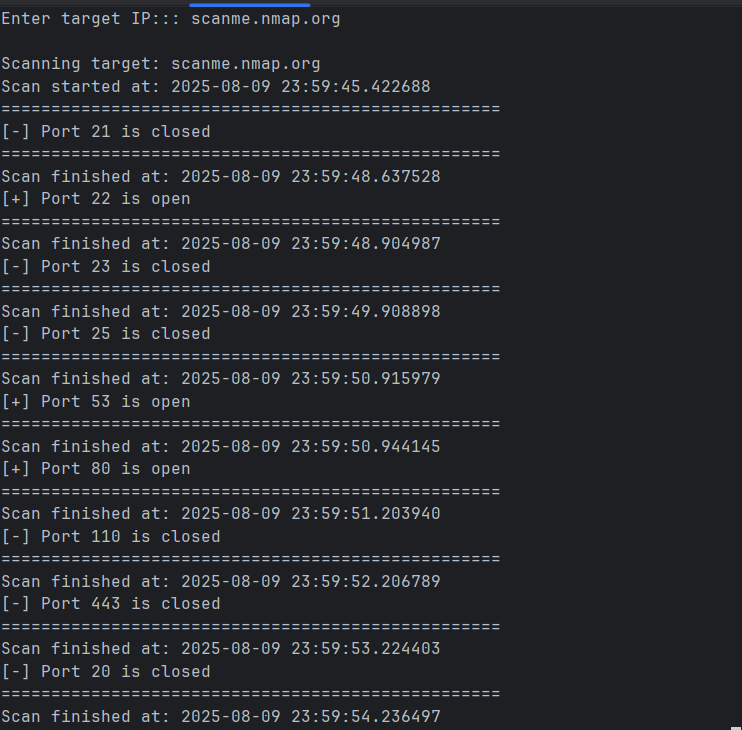 Enter target IP::: scanme.nmap.org
Scanning target: scanme.nmap.org
Scan started at: 2025-08-09 23:59:45.422688
==================================================
[-] Port 21 is closed
==================================================
Scan finished at: 2025-08-09 23:59:48.637528
[+] Port 22 is open
==================================================
Scan finished at: 2025-08-09 23:59:48.904987
[-] Port 23 is closed
==================================================
Scan finished at: 2025-08-09 23:59:49.908898
[-] Port 25 is closed
==================================================
Scan finished at: 2025-08-09 23:59:50.915979
[+] Port 53 is open
==================================================
Scan finished at: 2025-08-09 23:59:50.944145
[+] Port 80 is open
==================================================
Scan finished at: 2025-08-09 23:59:51.203940
[-] Port 110 is closed
==================================================
Scan finished at: 2025-08-09 23:59:52.206789
[-] Port 443 is closed
==================================================
Scan finished at: 2025-08-09 23:59:53.224403
[-] Port 20 is closed
==================================================
Scan finished at: 2025-08-09 23:59:54.236497